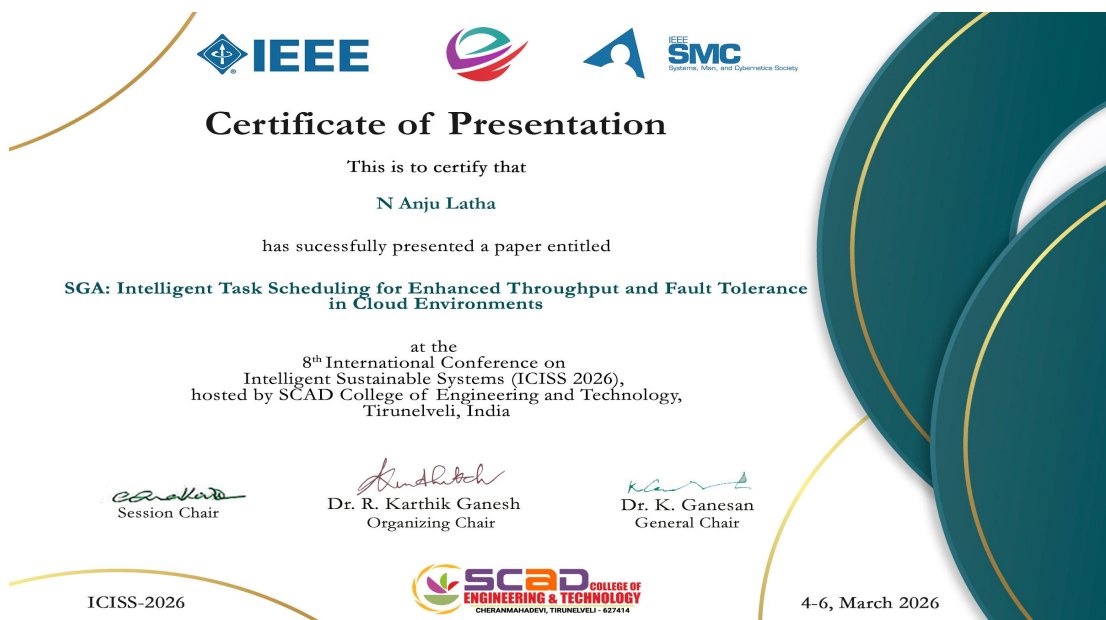 IEEE
IEEE
SMC
Systems, Man, and Cybernetics Society
Certificate of Presentation
This is to certify that
N Anju Latha
has sucessfully presented a paper entitled
SGA: Intelligent Task Scheduling for Enhanced Throughput and Fault Tolerance
in Cloud Environments
at the
8th International Conference on
Intelligent Sustainable Systems (ICISS 2026),
hosted by SCAD College of Engineering and Technology,
Tirunelveli, India
Session Chair
Dr. R. Karthik Ganesh
Organizing Chair
Dr. K. Ganesan
General Chair
ICISS-2026
SCAD COLLEGE OF
ENGINEERING & TECHNOLOGY
CHERANMAHADEVI, TIRUNELVELI - 627414
4-6, March 2026